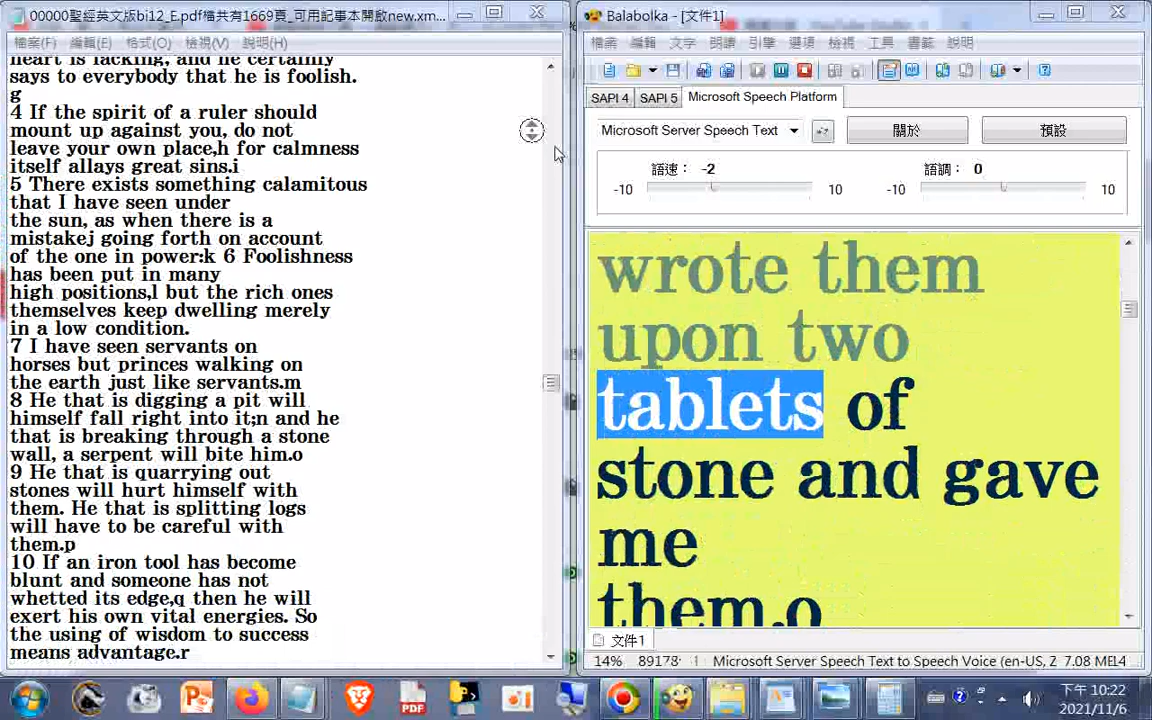 00000聖經英文版bi12_E.pdf檔共有1669頁_可用記事本開啟new.xm...
檔案(F) 編輯(E) 格式(O) 檢視(V) 說明(H)
heart is lacking, and he certainly
says to everybody that he is foolish.
g
4 If the spirit of a ruler should
mount up against you, do not
leave your own place,h for calmness
itself allays great sins.i
5 There exists something calamitous
that I have seen under
the sun, as when there is a
mistakej going forth on account
of the one in power:k 6 Foolishness
has been put in many
high positions,l but the rich ones
themselves keep dwelling merely
in a low condition.
7 I have seen servants on
horses but princes walking on
the earth just like servants.m
8 He that is digging a pit will
himself fall right into it;n and he
that is breaking through a stone
wall, a serpent will bite him.o
9 He that is quarrying out
stones will hurt himself with
them. He that is splitting logs
will have to be careful with
them.p
10 If an iron tool has become
blunt and someone has not
whetted its edge,q then he will
exert his own vital energies. So
the using of wisdom to success
means advantage.r
Balabolka - [文件1]
檔案 編輯 文字 朗讀 引擎 選項 檢視 工具 書籤 說明
SAPI 4 SAPI 5 Microsoft Speech Platform
Microsoft Server Speech Text 關於 預設
語速： -2 語調： 0
-10 10 -10 10
wrote them
upon two
tablets of
stone and gave
me
them.o
文件1
14% 89178 Microsoft Server Speech Text to Speech Voice (en-US, 2 7.08 MB
PDF
下午 10:22
2021/11/6